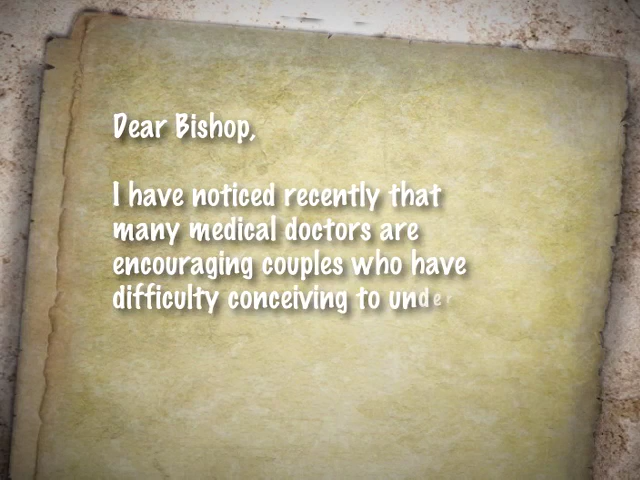 Dear Bishop,
I have noticed recently that
many medical doctors are
encouraging couples who have
difficulty conceiving to under